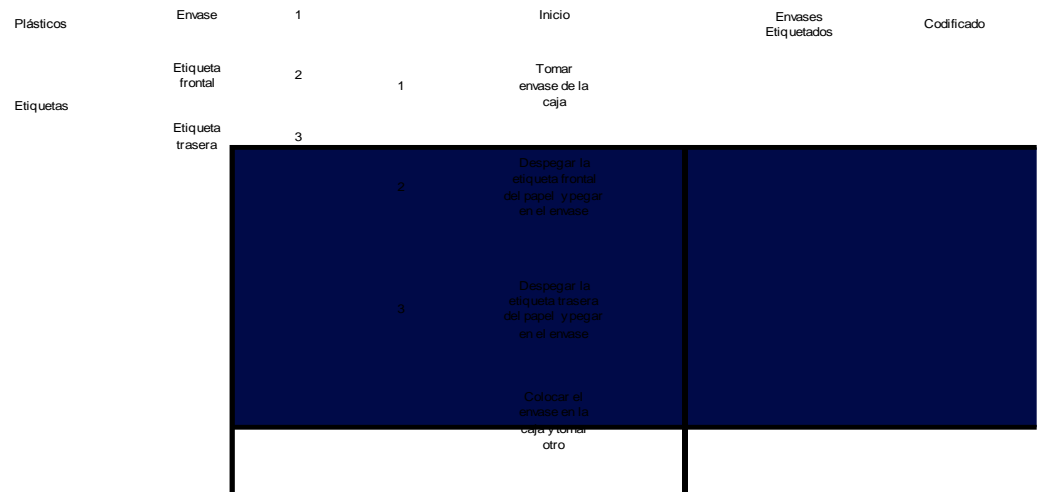 Plásticos
Envase
1
Inicio
Envases
Etiquetados
Codificado
Etiqueta
frontal
2
1
Tomar
envase de la
caja
Etiquetas
Etiqueta
trasera
3
2
Despegar la
etiqueta frontal
del papel y pegar
en el envase
3
Despegar la
etiqueta trasera
del papel y pegar
en el envase
Colocar el
envase en la
caja y tomar
otro